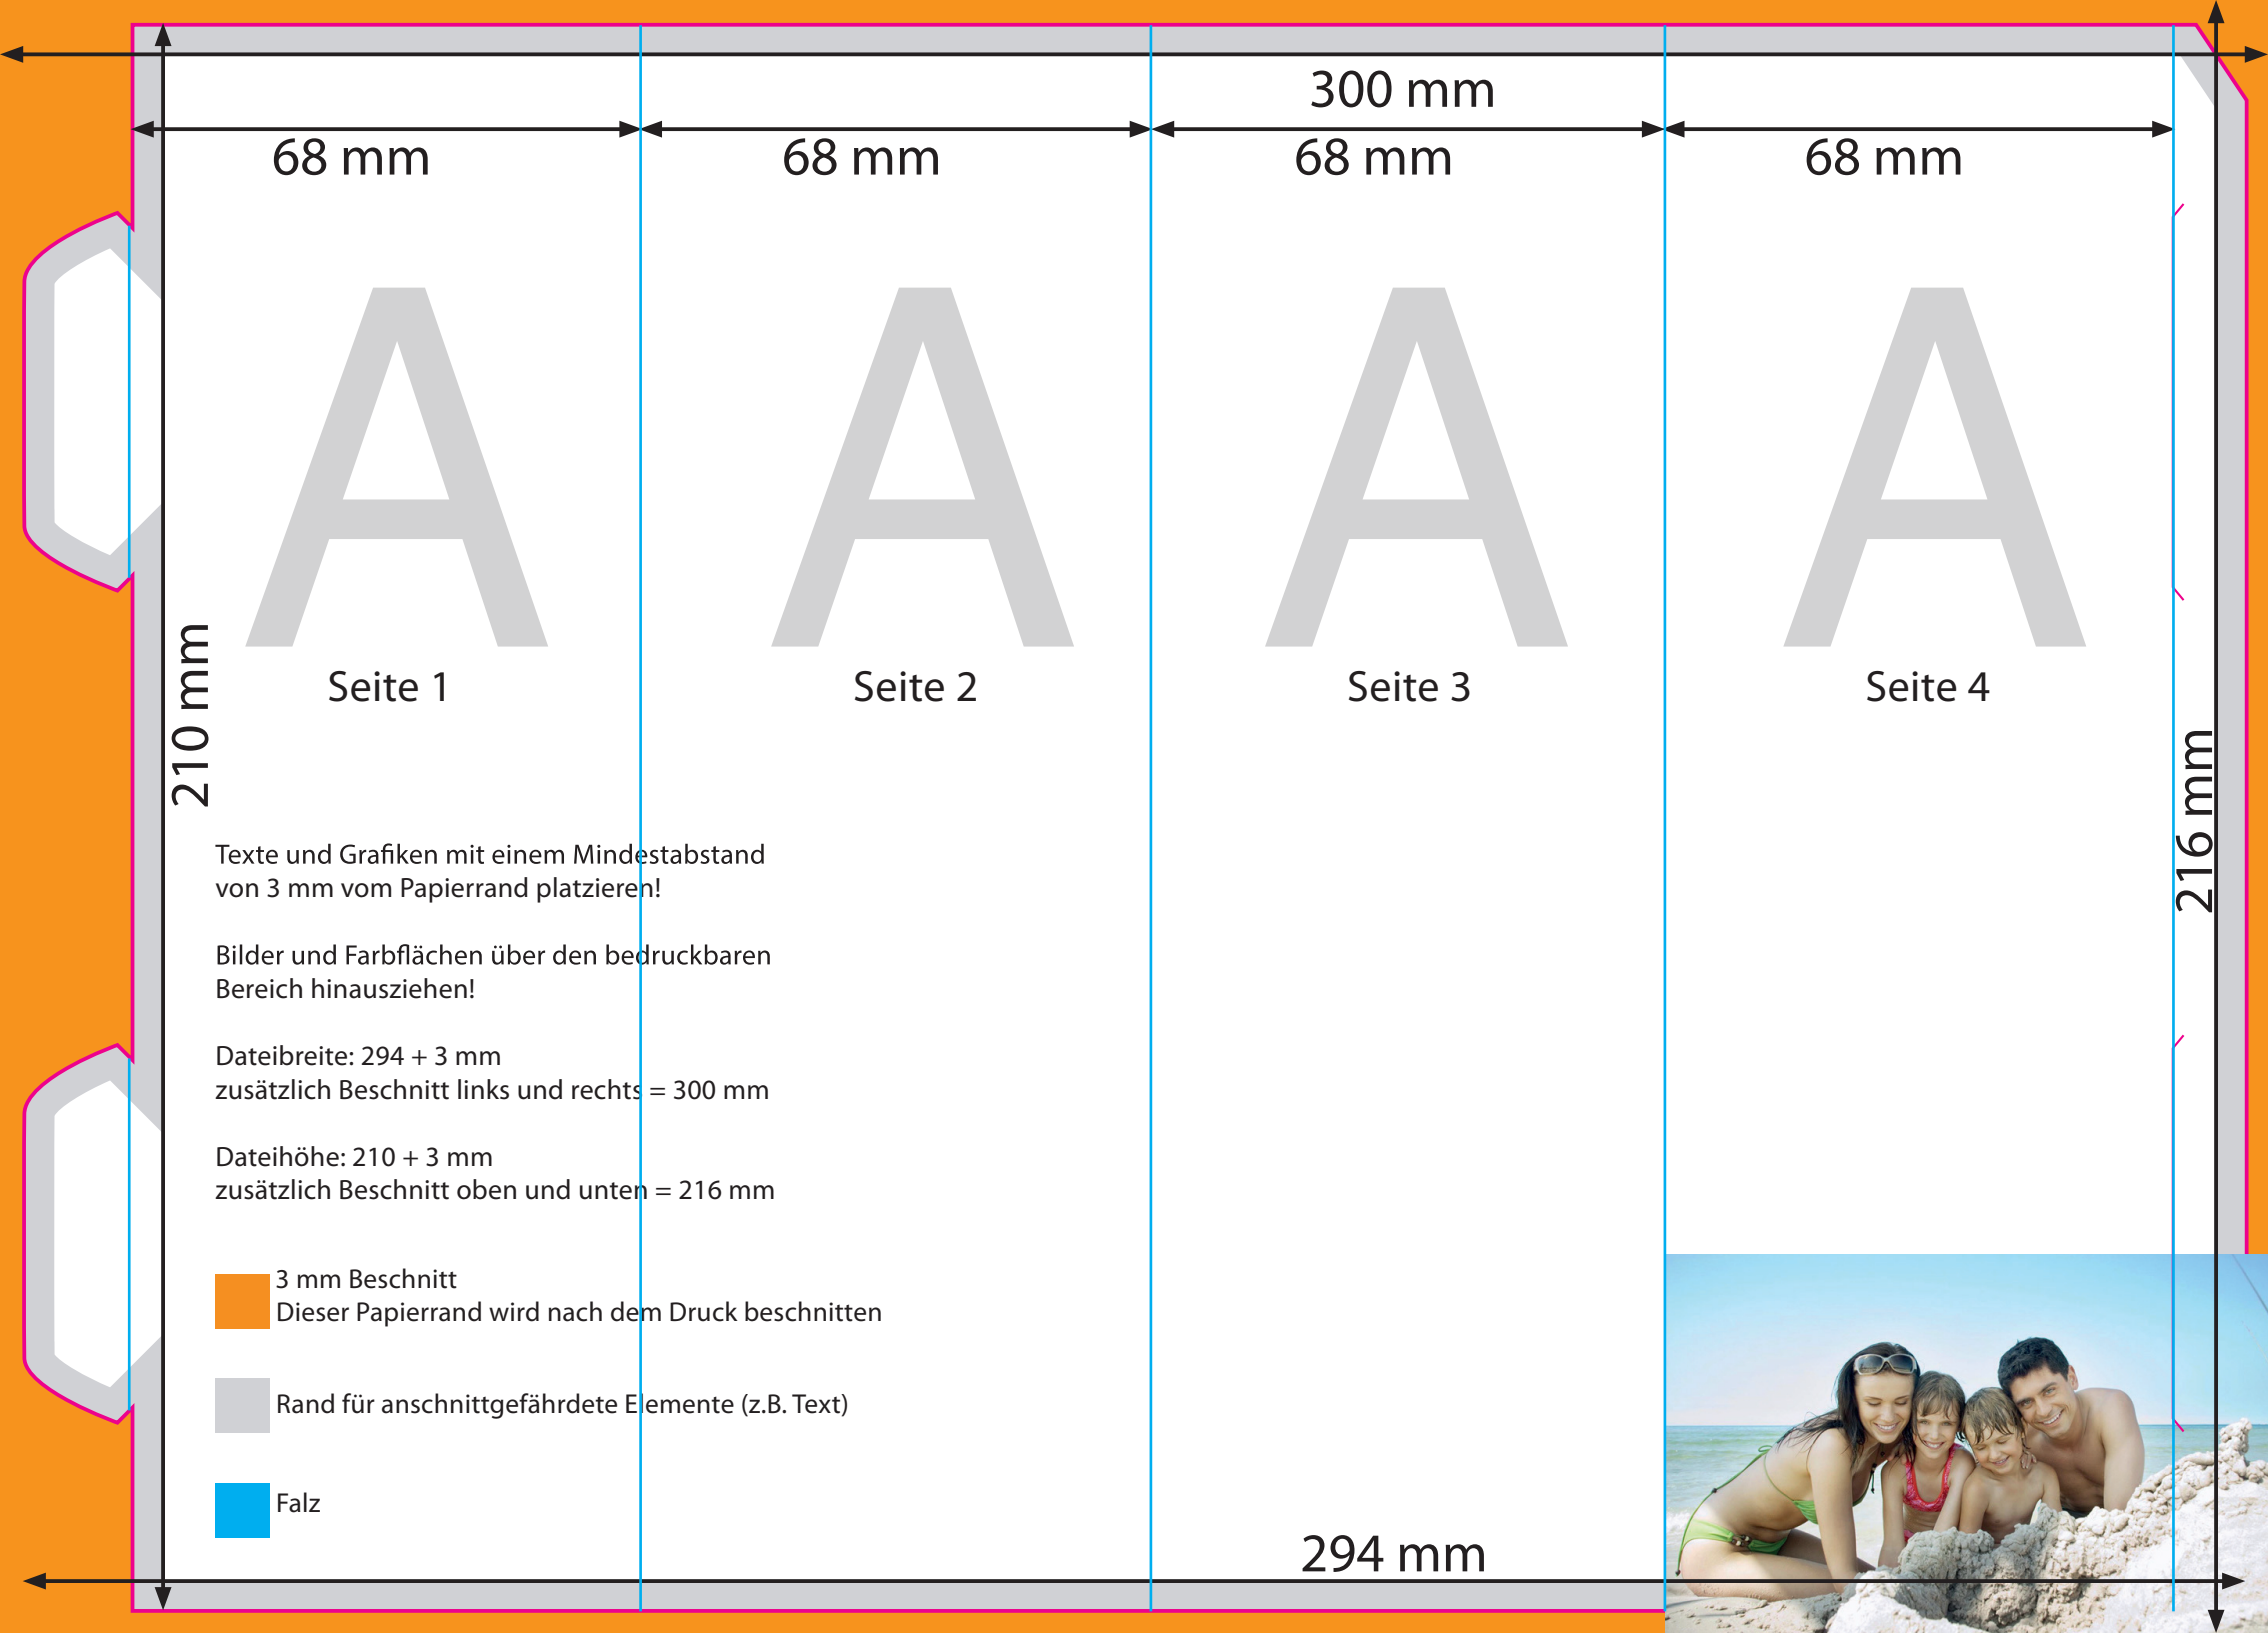 300 mm
68 mm
68 mm
68 mm
68 mm
A
A
A
A
Seite 1
Seite 2
Seite 3
Seite 4
210 mm
216 mm
Texte und Grafiken mit einem Mindestabstand
von 3 mm vom Papierrand platzieren!
Bilder und Farbflächen über den bedruckbaren
Bereich hinausziehen!
Dateibreite: 294 + 3 mm
zusätzlich Beschnitt links und rechts = 300 mm
Dateihöhe: 210 + 3 mm
zusätzlich Beschnitt oben und unten = 216 mm
3 mm Beschnitt
Dieser Papierrand wird nach dem Druck beschnitten
Rand für anschnittgefährdete Elemente (z.B. Text)
Falz
294 mm